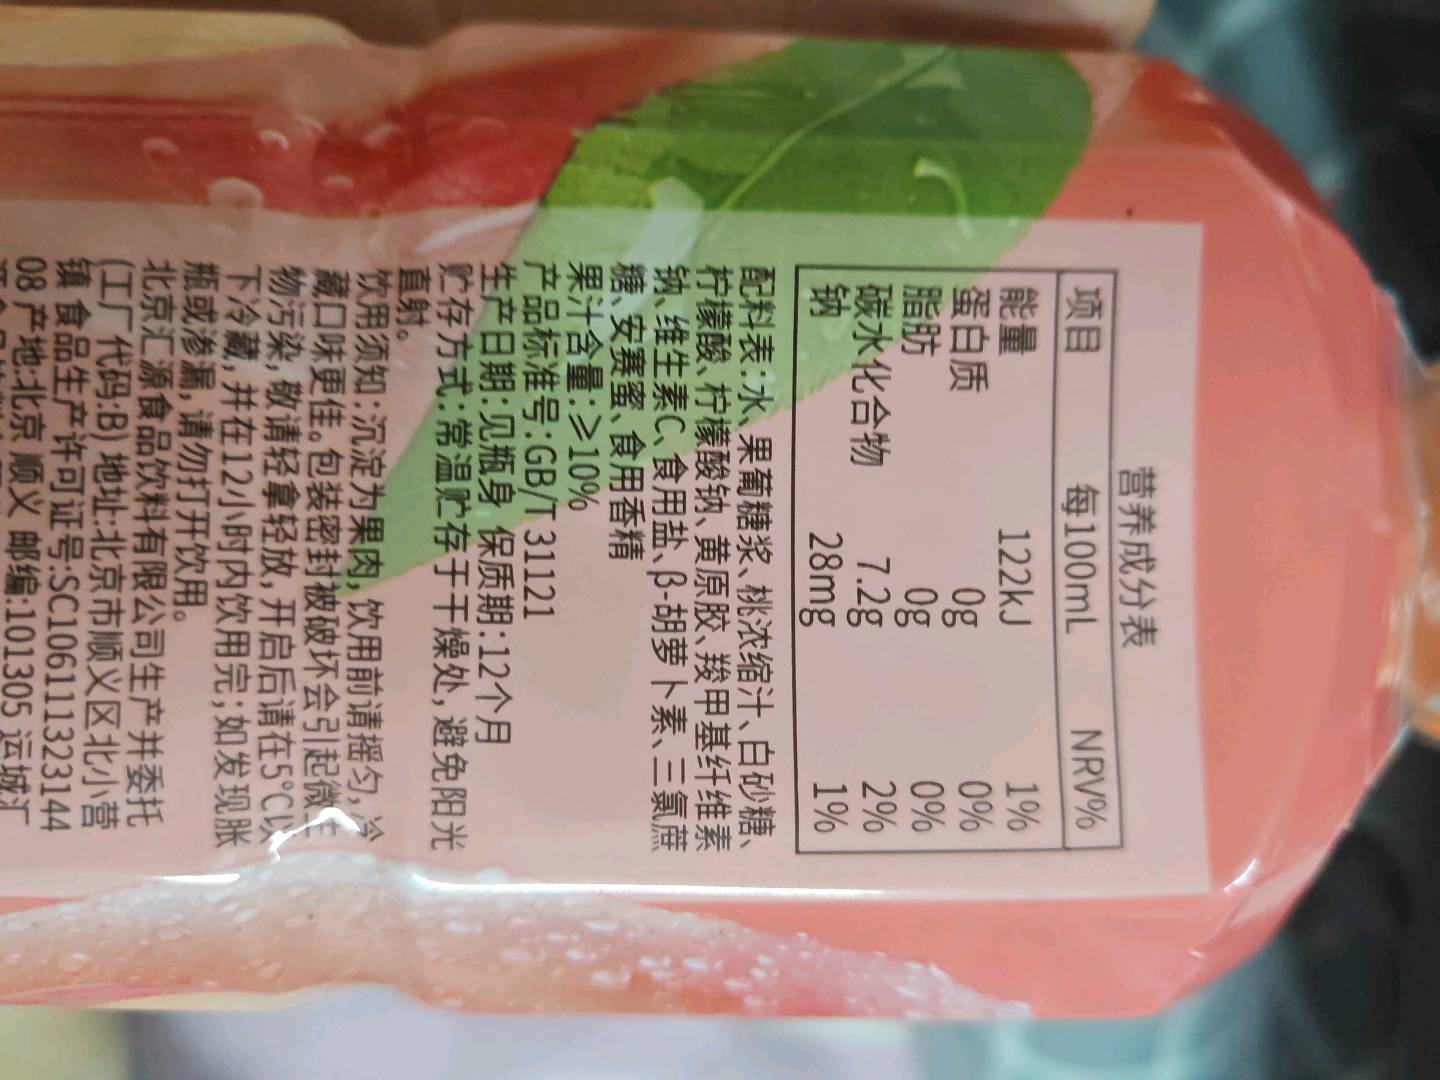 营养成分表
项目 每100mL NRV%
能量 122kJ 1%
蛋白质 0g 0%
脂肪 0g 0%
碳水化合物 7.2g 2%
钠 28mg 1%
配料表:水、果葡糖浆、桃浓缩汁、白砂糖、
柠檬酸、柠檬酸钠、黄原胶、羧甲基纤维素
钠、维生素C、食用盐、β-胡萝卜素、三氯蔗
糖、安赛蜜、食用香精
果汁含量:≥10%
产品标准号:GB/T 31121
生产日期:见瓶身 保质期:12个月
贮存方式:常温贮存于干燥处,避免阳光
直射。
饮用须知:沉淀为果肉,饮用前请摇匀,冷
藏口味更佳。包装密封被破坏会引起微生
物污染,敬请轻拿轻放,开启后请在5°C以
下冷藏,并在12小时内饮用完;如发现胀
瓶或渗漏,请勿打开饮用。
北京汇源食品饮料有限公司生产并委托
(工厂代码:B) 地址:北京市顺义区北小营
镇 食品生产许可证号:SC106111323144
08 产地:北京 顺义 邮编:101305 运城汇